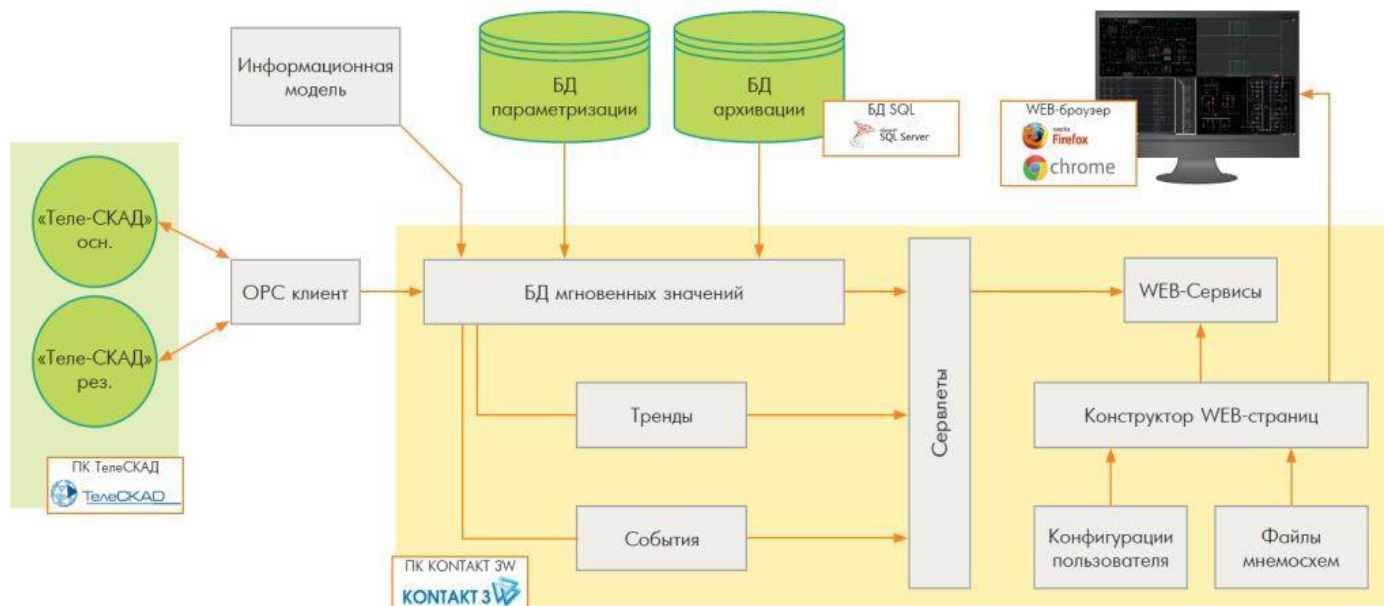 Информационная
модель
БД
параметризации
БД
архивации
БД SQL
SQL Server
WEB-браузер
Firefox
chrome
«Теле-СКАД»
осн.
ОРС клиент
БД мгновенных значений
WEB-Сервисы
«Теле-СКАД»
рез.
Тренды
Сервлеты
Конструктор WEB-страниц
ПК ТелеСКАД
ТелеСКАД
События
Конфигурации
пользователя
Файлы
мнемосхем
ПК KONTAKT 3W
KONTAKT 3W